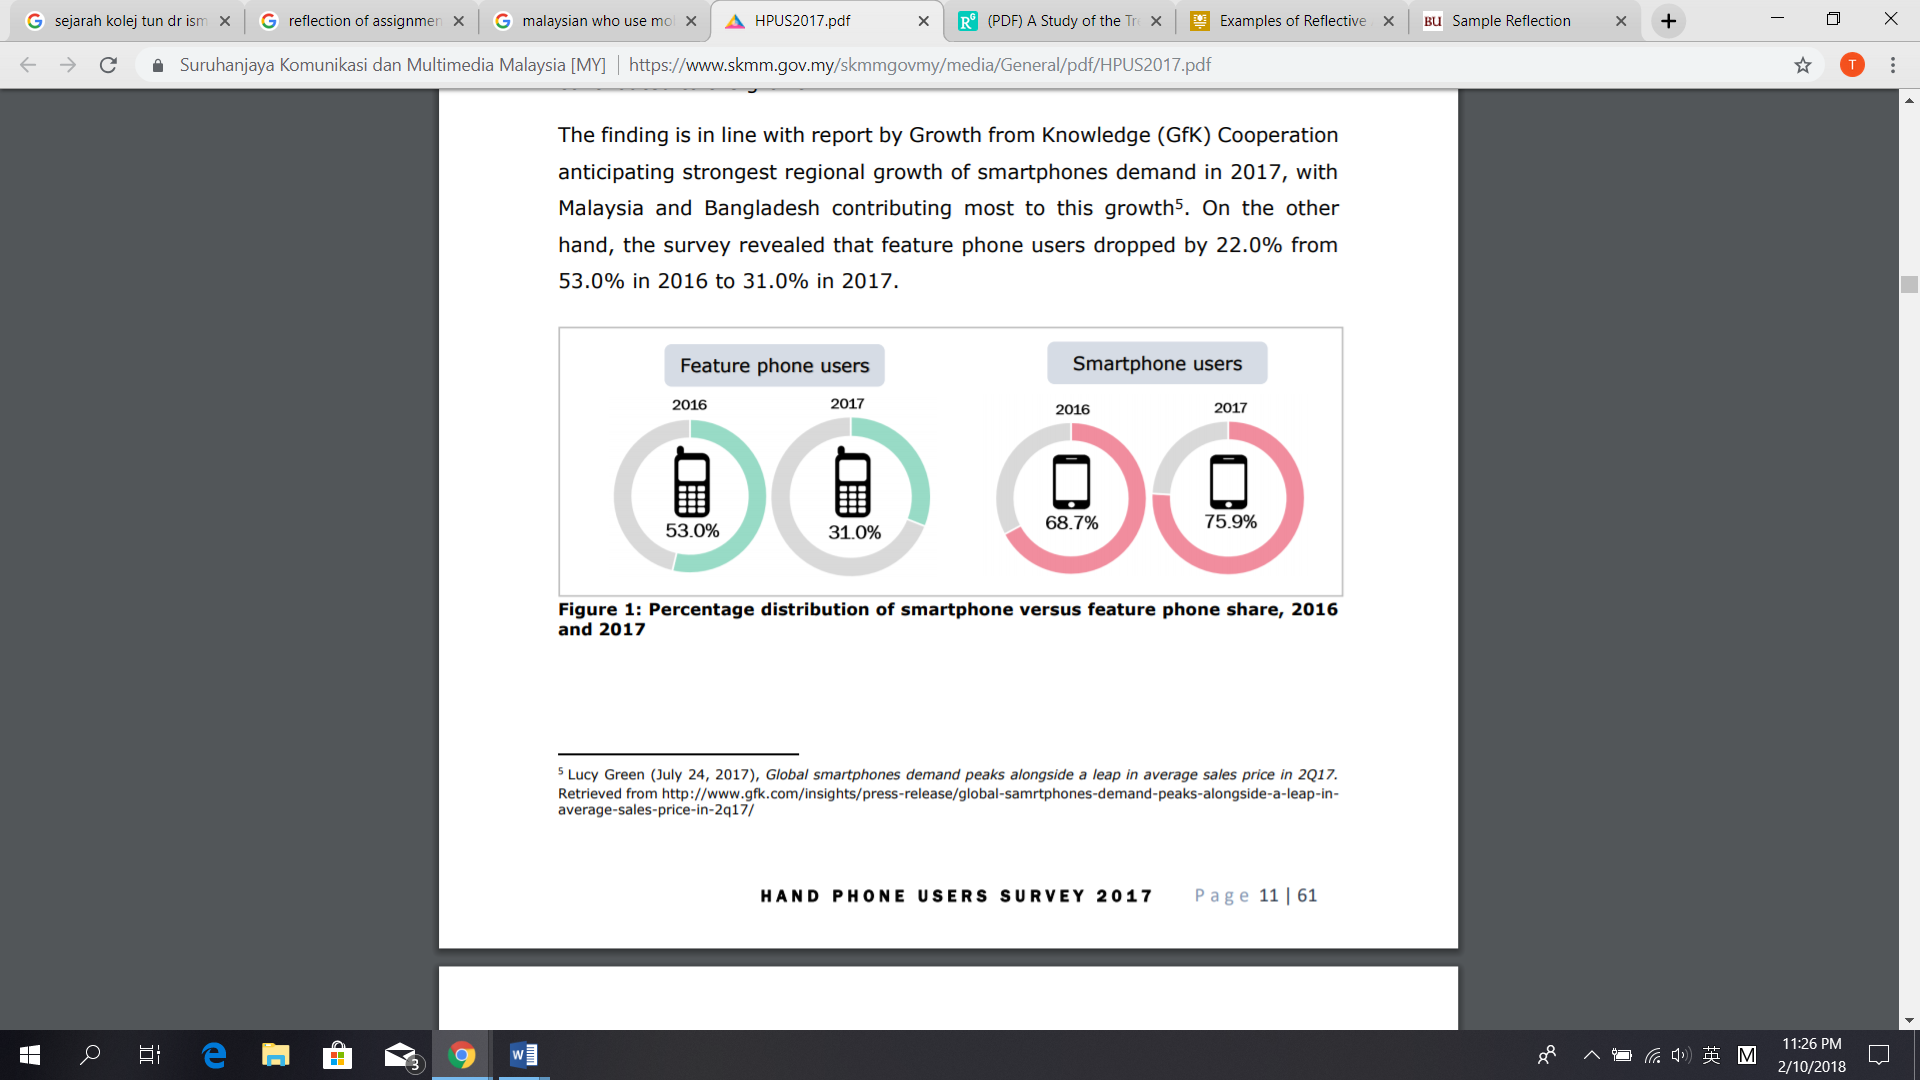 sejarah kolej tun dr ism
reflection of assignmen
malaysian who use mo
HPUS2017.pdf
(PDF) A Study of the Tr
Examples of Reflective
BU Sample Reflection
Suruhanjaya Komunikasi dan Multimedia Malaysia [MY] | https://www.skmm.gov.my/skmmgovmy/media/General/pdf/HPUS2017.pdf
T
The finding is in line with report by Growth from Knowledge (GfK) Cooperation
anticipating strongest regional growth of smartphones demand in 2017, with
Malaysia and Bangladesh contributing most to this growth⁵. On the other
hand, the survey revealed that feature phone users dropped by 22.0% from
53.0% in 2016 to 31.0% in 2017.
Feature phone users
Smartphone users
2016
2017
2016
2017
53.0%
31.0%
68.7%
75.9%
Figure 1: Percentage distribution of smartphone versus feature phone share, 2016
and 2017
⁵ Lucy Green (July 24, 2017), Global smartphones demand peaks alongside a leap in average sales price in 2Q17.
Retrieved from http://www.gfk.com/insights/press-release/global-samrtphones-demand-peaks-alongside-a-leap-in-
average-sales-price-in-2q17/
HAND PHONE USERS SURVEY 2017 Page 11 | 61
3
英
M
11:26 PM
2/10/2018